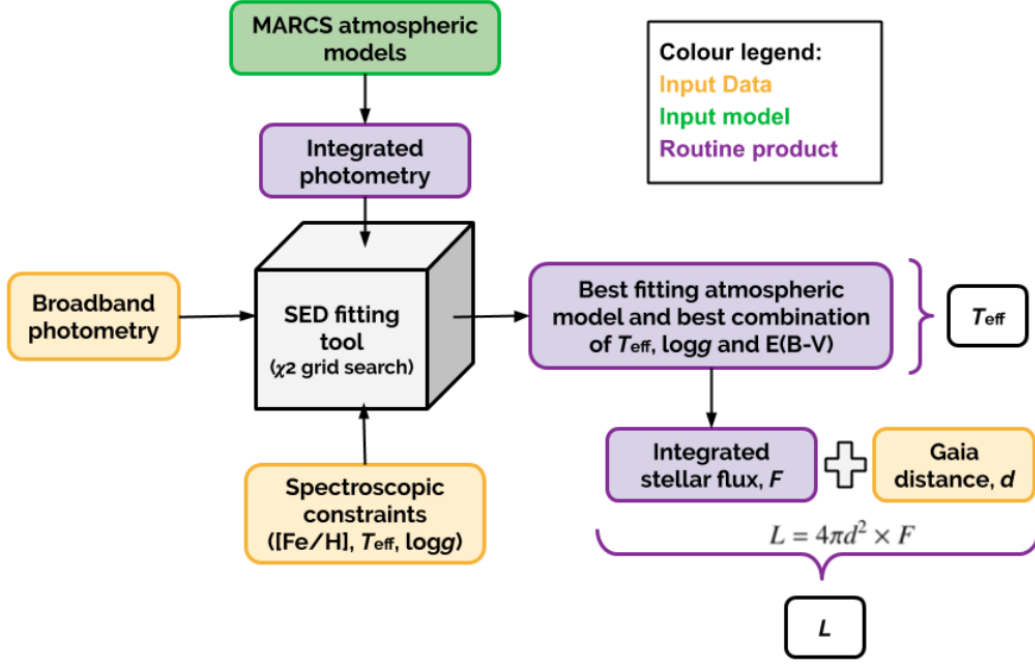 MARCS atmospheric
models
Colour legend:
Input Data
Input model
Routine product
Integrated
photometry
Broadband
photometry
SED fitting
tool
(χ2 grid search)
Best fitting atmospheric
model and best combination
of Teff, logg and E(B-V)
Teff
Spectroscopic
constraints
([Fe/H], Teff, logg)
Integrated
stellar flux, F
Gaia
distance, d
L = 4πd² × F
L